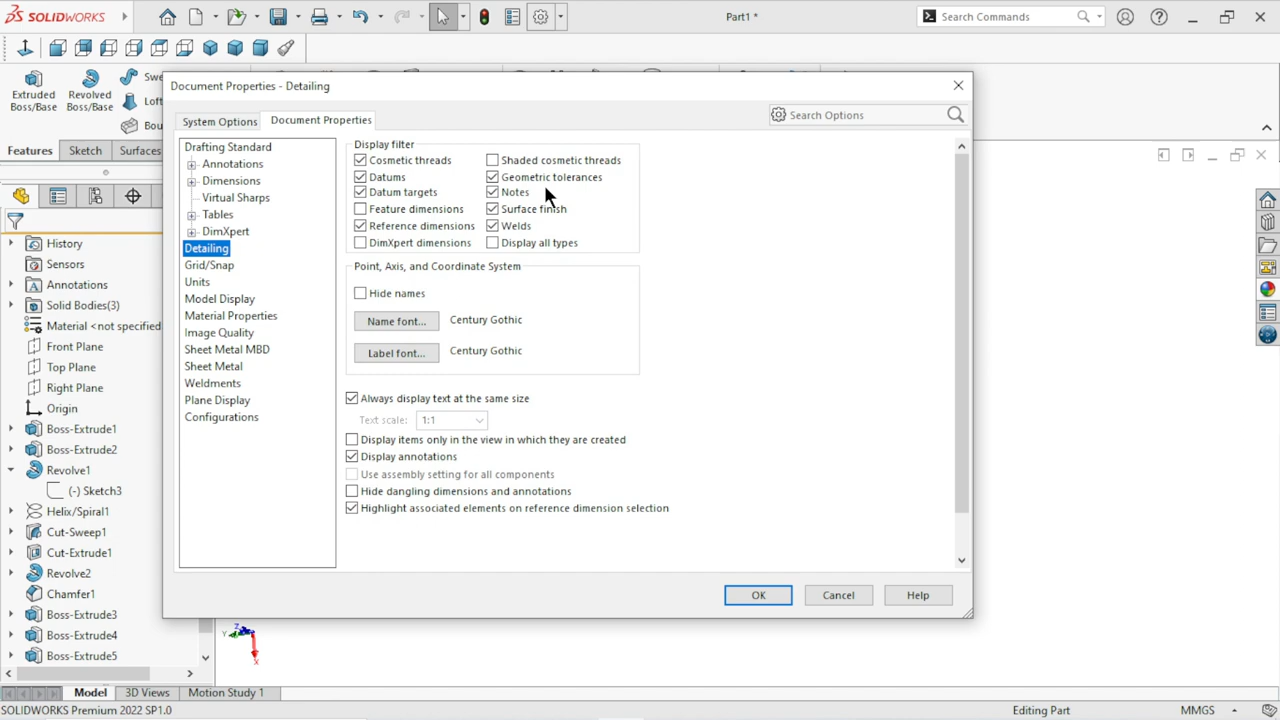 SOLIDWORKS
Part1 *
Search Commands
Extruded Boss/Base
Revolved Boss/Base
Swe
Loft
Bou
Features
Sketch
Surfaces
Document Properties - Detailing
System Options
Document Properties
Search Options
Drafting Standard
Annotations
Dimensions
Virtual Sharps
Tables
DimXpert
Detailing
Grid/Snap
Units
Model Display
Material Properties
Image Quality
Sheet Metal MBD
Sheet Metal
Weldments
Plane Display
Configurations
Display filter
Cosmetic threads
Shaded cosmetic threads
Datums
Geometric tolerances
Datum targets
Notes
Feature dimensions
Surface finish
Reference dimensions
Welds
DimXpert dimensions
Display all types
Point, Axis, and Coordinate System
Hide names
Name font...
Century Gothic
Label font...
Century Gothic
Always display text at the same size
Text scale:
1:1
Display items only in the view in which they are created
Display annotations
Use assembly setting for all components
Hide dangling dimensions and annotations
Highlight associated elements on reference dimension selection
OK
Cancel
Help
History
Sensors
Annotations
Solid Bodies(3)
Material <not specified
Front Plane
Top Plane
Right Plane
Origin
Boss-Extrude1
Boss-Extrude2
Revolve1
(-) Sketch3
Helix/Spiral1
Cut-Sweep1
Cut-Extrude1
Revolve2
Chamfer1
Boss-Extrude3
Boss-Extrude4
Boss-Extrude5
Z
Y
X
Model
3D Views
Motion Study 1
SOLIDWORKS Premium 2022 SP1.0
Editing Part
MMGS